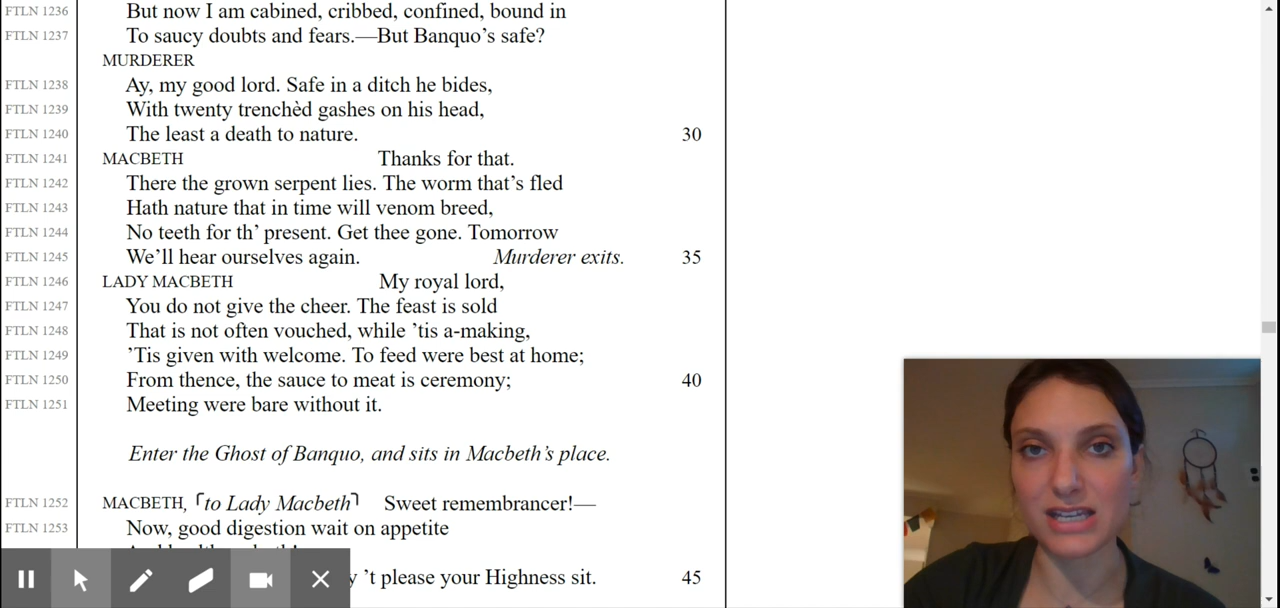 FTLN 1236 But now I am cabined, cribbed, confined, bound in
FTLN 1237 To saucy doubts and fears.—But Banquo’s safe?
MURDERER
FTLN 1238 Ay, my good lord. Safe in a ditch he bides,
FTLN 1239 With twenty trenchèd gashes on his head,
FTLN 1240 The least a death to nature. 30
FTLN 1241 MACBETH Thanks for that.
FTLN 1242 There the grown serpent lies. The worm that’s fled
FTLN 1243 Hath nature that in time will venom breed,
FTLN 1244 No teeth for th’ present. Get thee gone. Tomorrow
FTLN 1245 We’ll hear ourselves again. Murderer exits. 35
FTLN 1246 LADY MACBETH My royal lord,
FTLN 1247 You do not give the cheer. The feast is sold
FTLN 1248 That is not often vouched, while ’tis a-making,
FTLN 1249 ’Tis given with welcome. To feed were best at home;
FTLN 1250 From thence, the sauce to meat is ceremony; 40
FTLN 1251 Meeting were bare without it.
Enter the Ghost of Banquo, and sits in Macbeth’s place.
FTLN 1252 MACBETH, ⌜to Lady Macbeth⌝ Sweet remembrancer!—
FTLN 1253 Now, good digestion wait on appetite
’t please your Highness sit. 45